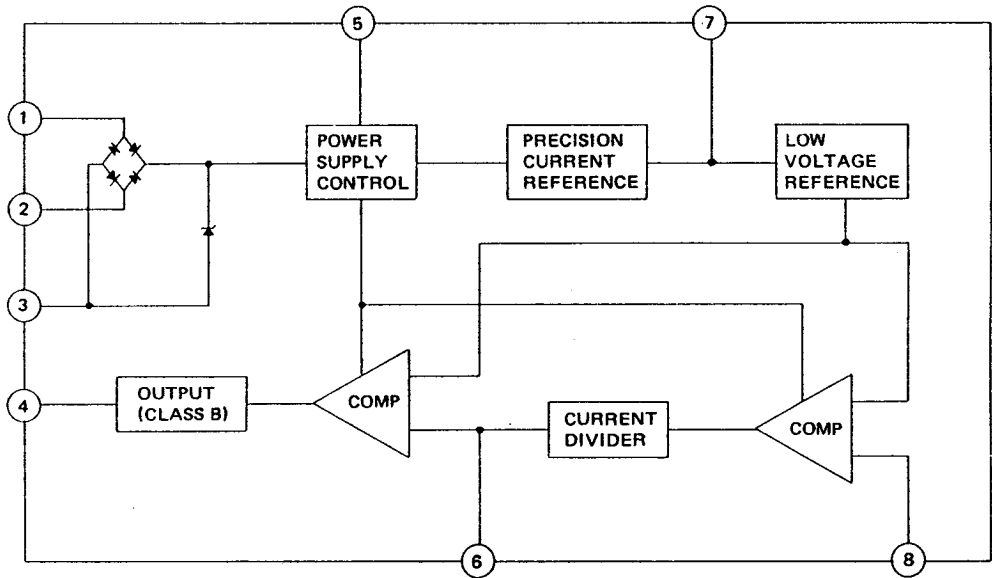 5
7
1
POWER
SUPPLY
CONTROL
PRECISION
CURRENT
REFERENCE
LOW
VOLTAGE
REFERENCE
2
3
4
OUTPUT
(CLASS B)
COMP
CURRENT
DIVIDER
COMP
6
8